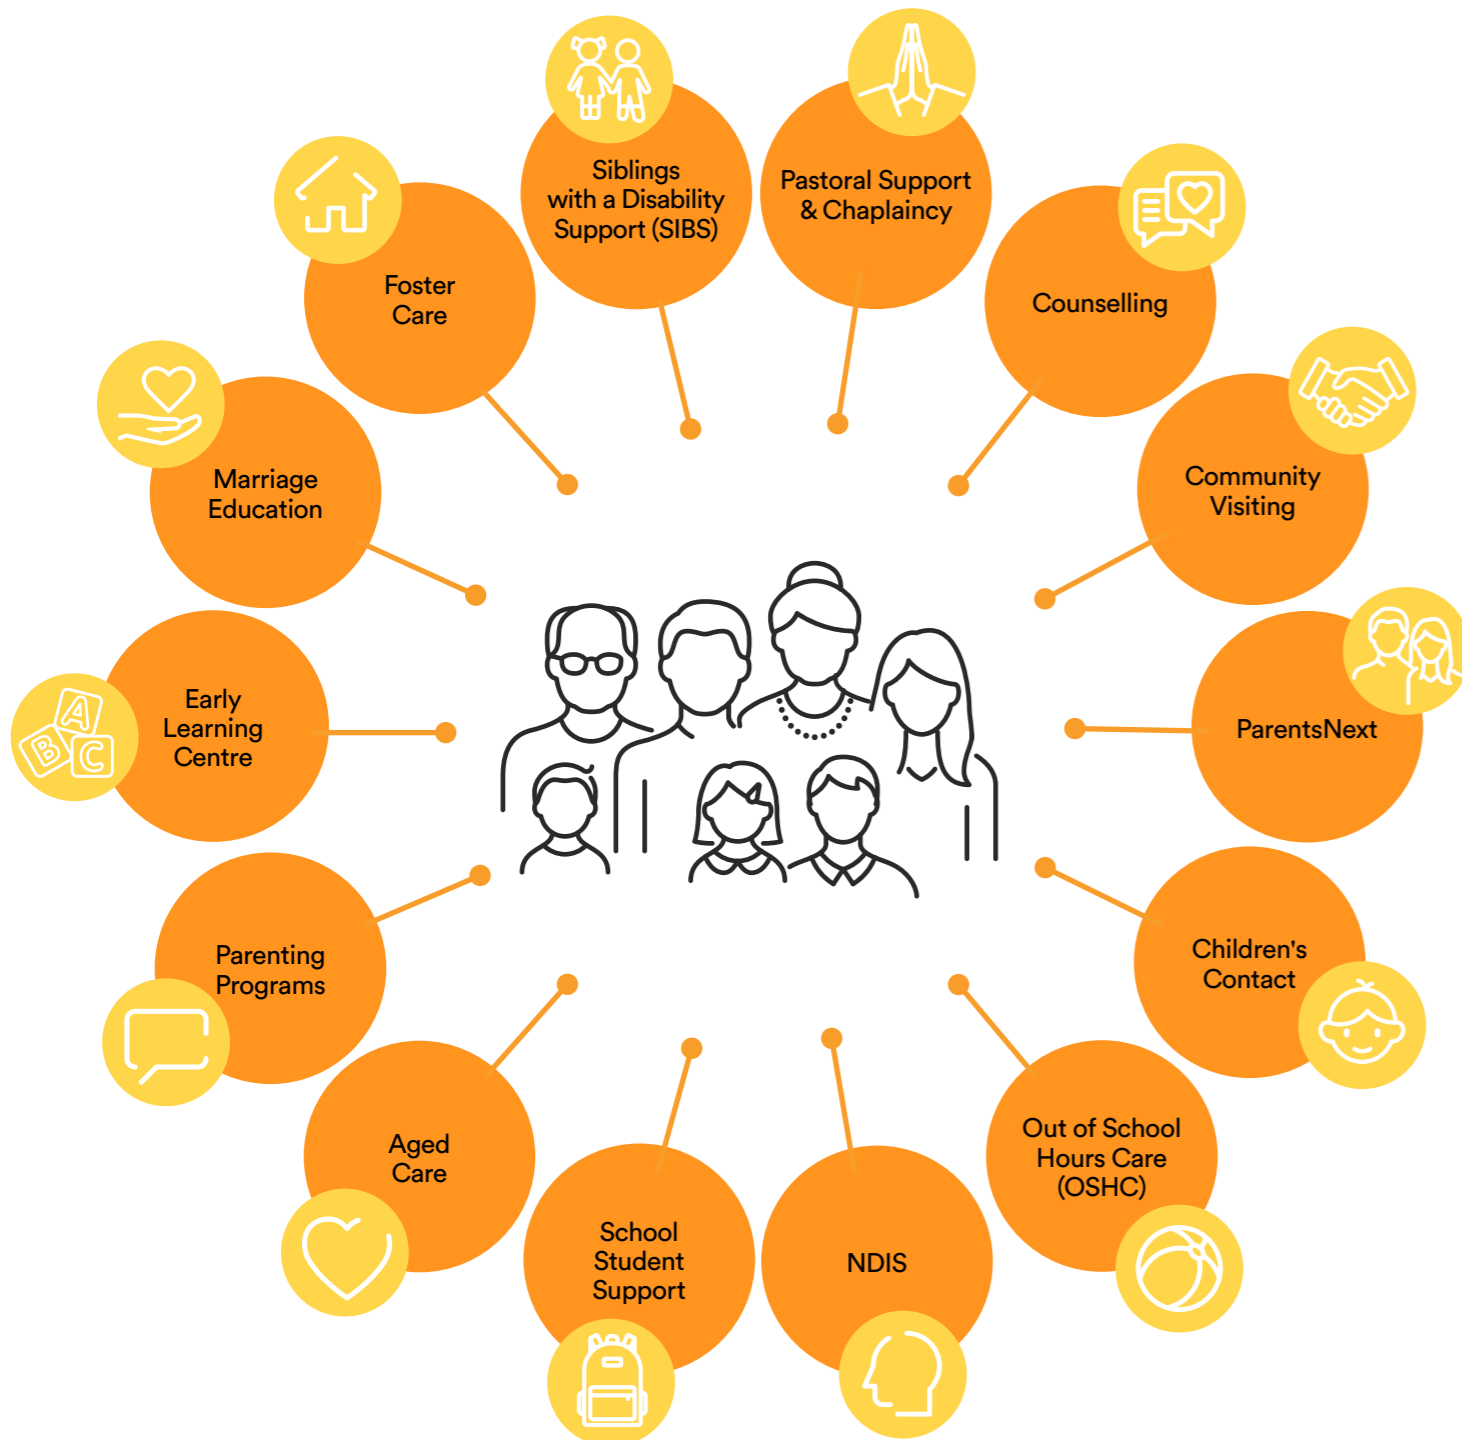 Siblings
with a Disability
Support (SIBS)
Pastoral Support
& Chaplaincy
Counselling
Community
Visiting
ParentsNext
Children's
Contact
Out of School
Hours Care
(OSHC)
NDIS
School
Student
Support
Aged
Care
Parenting
Programs
Early
Learning
Centre
Marriage
Education
Foster
Care
A
B
C